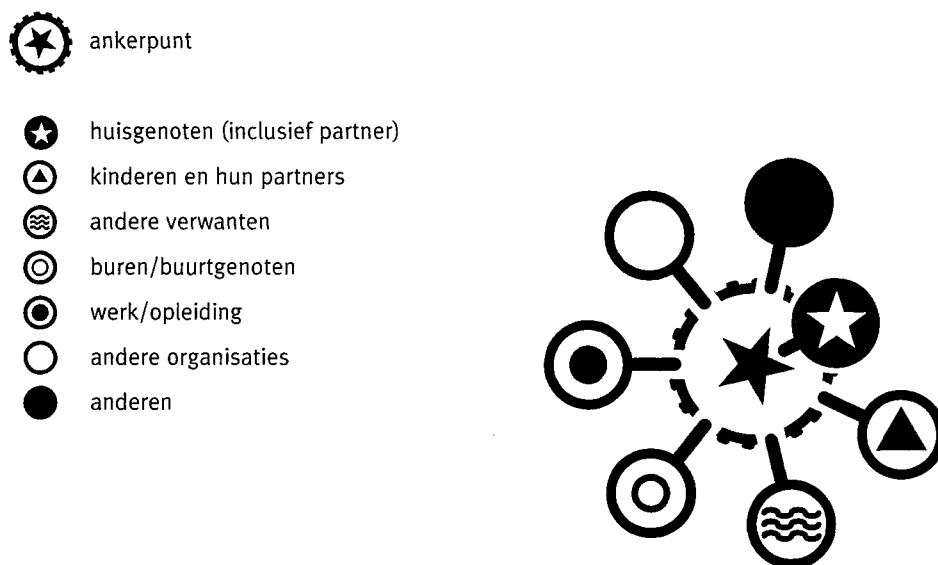 ankerpunt
huisgenoten (inclusief partner)
kinderen en hun partners
andere verwanten
buren/buurtgenoten
werk/opleiding
andere organisaties
anderen